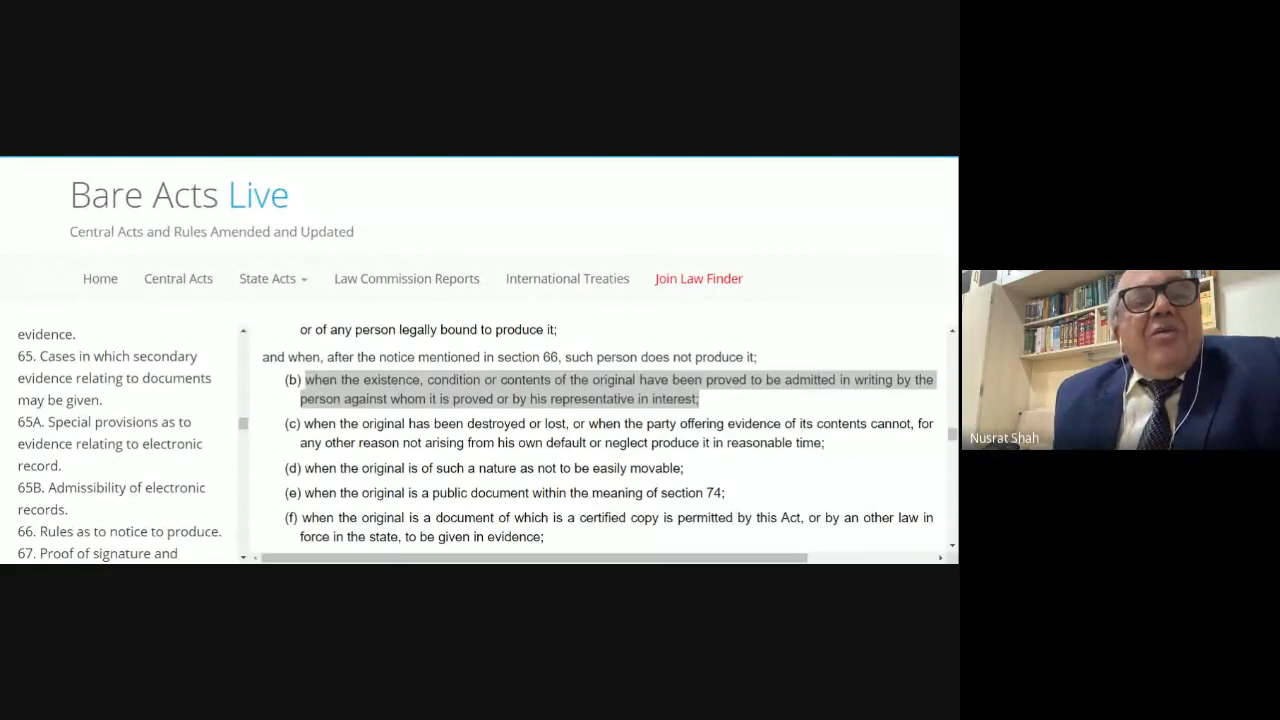 Bare Acts Live
Central Acts and Rules Amended and Updated
Home Central Acts State Acts Law Commission Reports International Treaties Join Law Finder
evidence.
65. Cases in which secondary
evidence relating to documents
may be given.
65A. Special provisions as to
evidence relating to electronic
record.
65B. Admissibility of electronic
records.
66. Rules as to notice to produce.
67. Proof of signature and
or of any person legally bound to produce it;
and when, after the notice mentioned in section 66, such person does not produce it;
(b) when the existence, condition or contents of the original have been proved to be admitted in writing by the
person against whom it is proved or by his representative in interest;
(c) when the original has been destroyed or lost, or when the party offering evidence of its contents cannot, for
any other reason not arising from his own default or neglect produce it in reasonable time;
(d) when the original is of such a nature as not to be easily movable;
(e) when the original is a public document within the meaning of section 74;
(f) when the original is a document of which is a certified copy is permitted by this Act, or by an other law in
force in the state, to be given in evidence;
Nusrat Shah